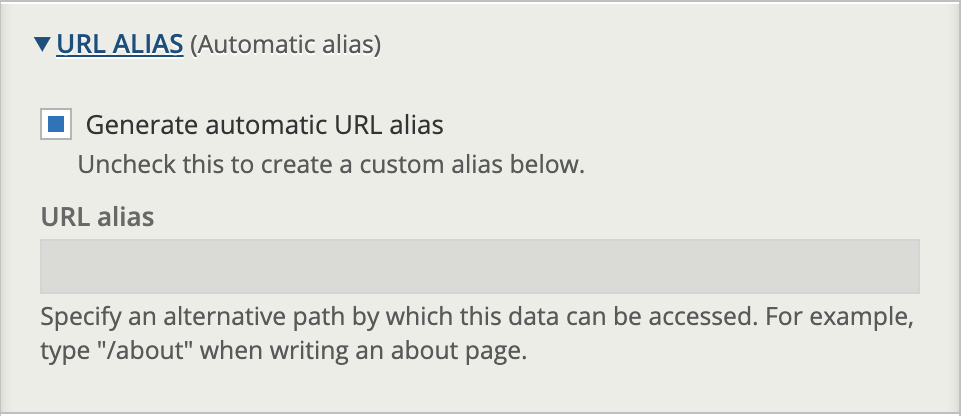 URL ALIAS (Automatic alias)
Generate automatic URL alias
Uncheck this to create a custom alias below.
URL alias
Specify an alternative path by which this data can be accessed. For example,
type "/about" when writing an about page.